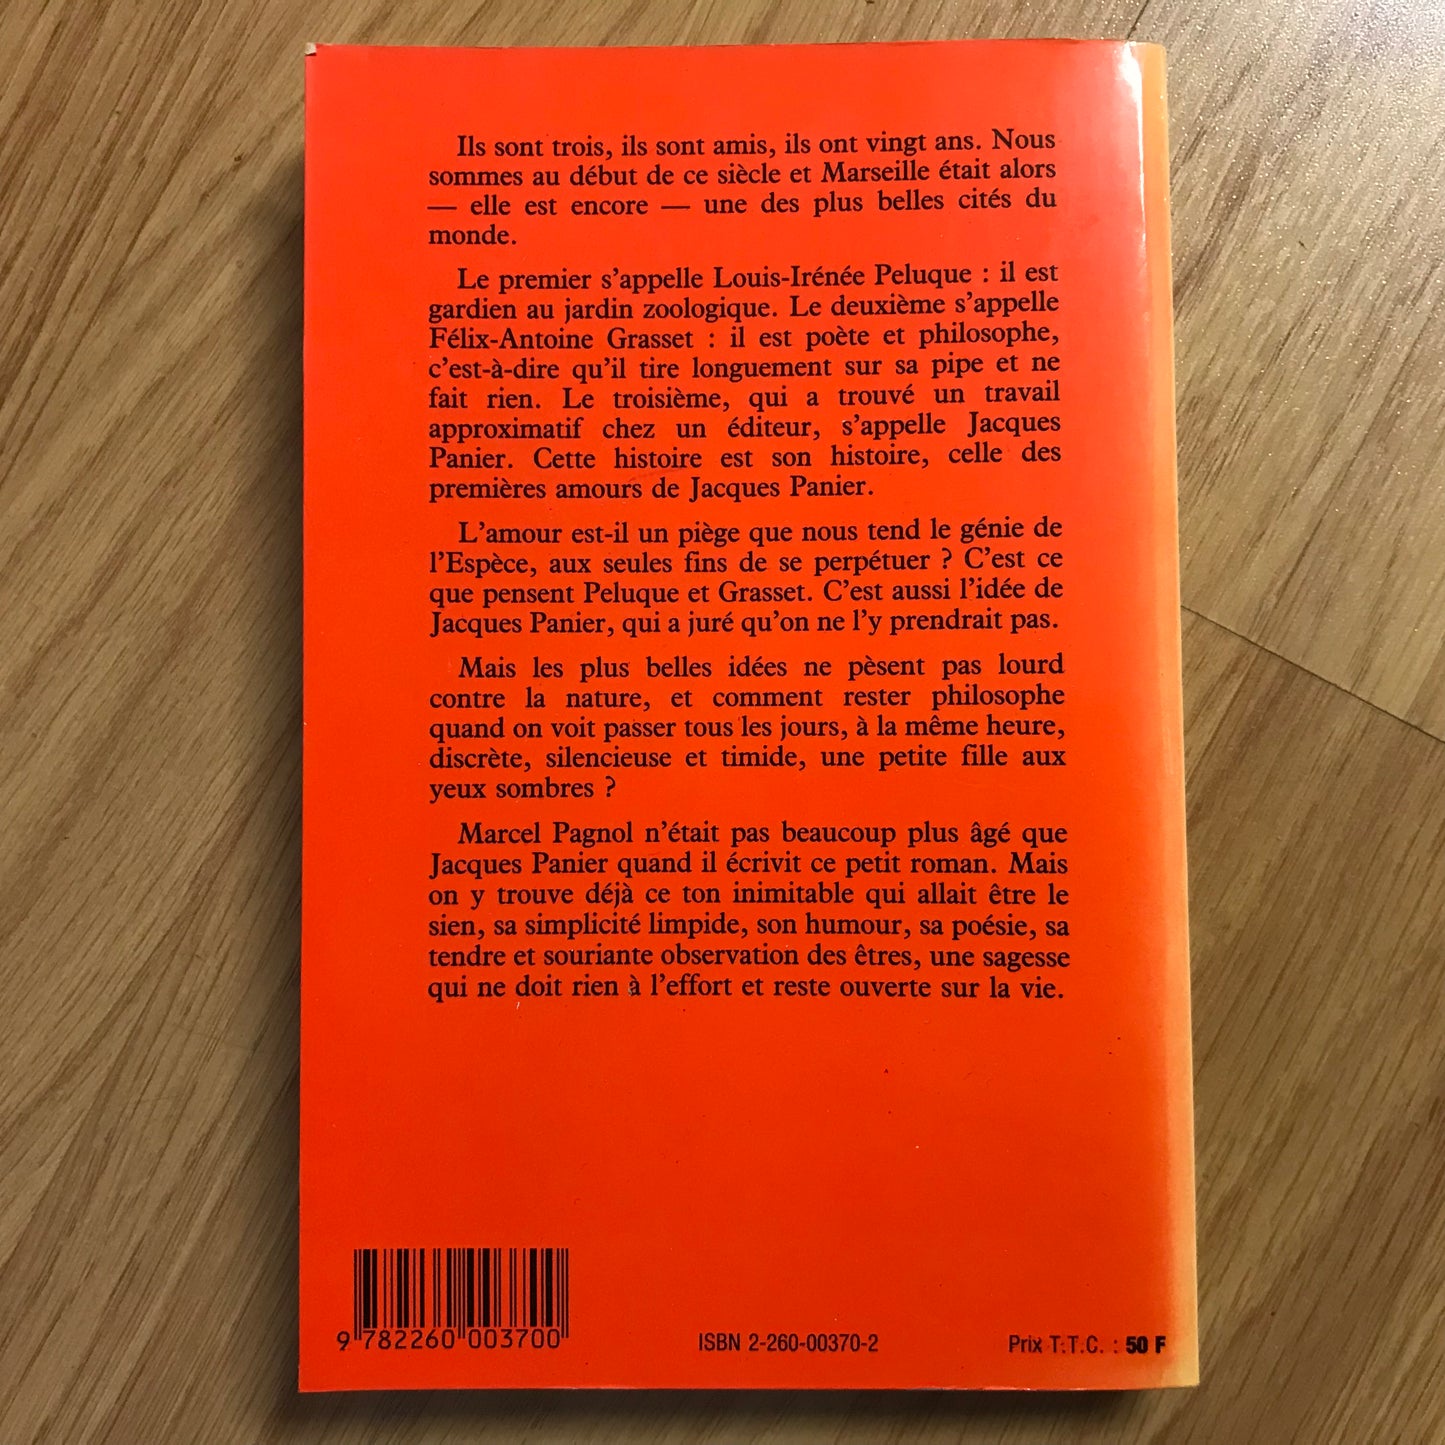 Ils sont trois, ils sont amis, ils ont vingt ans. Nous
sommes au début de ce siècle et Marseille était alors
— elle est encore — une des plus belles cités du
monde.
Le premier s'appelle Louis-Irénée Peluque : il est
gardien au jardin zoologique. Le deuxième s'appelle
Félix-Antoine Grasset : il est poète et philosophe,
c'est-à-dire qu'il tire longuement sur sa pipe et ne
fait rien. Le troisième, qui a trouvé un travail
approximatif chez un éditeur, s'appelle Jacques
Panier. Cette histoire est son histoire, celle des
premières amours de Jacques Panier.
L'amour est-il un piège que nous tend le génie de
l'Espèce, aux seules fins de se perpétuer ? C'est ce
que pensent Peluque et Grasset. C'est aussi l'idée de
Jacques Panier, qui a juré qu'on ne l'y prendrait pas.
Mais les plus belles idées ne pèsent pas lourd
contre la nature, et comment rester philosophe
quand on voit passer tous les jours, à la même heure,
discrète, silencieuse et timide, une petite fille aux
yeux sombres ?
Marcel Pagnol n'était pas beaucoup plus âgé que
Jacques Panier quand il écrivit ce petit roman. Mais
on y trouve déjà ce ton inimitable qui allait être le
sien, sa simplicité limpide, son humour, sa poésie, sa
tendre et souriante observation des êtres, une sagesse
qui ne doit rien à l'effort et reste ouverte sur la vie.
9 782260 003700
ISBN 2-260-00370-2
Prix T.T.C. : 50 F